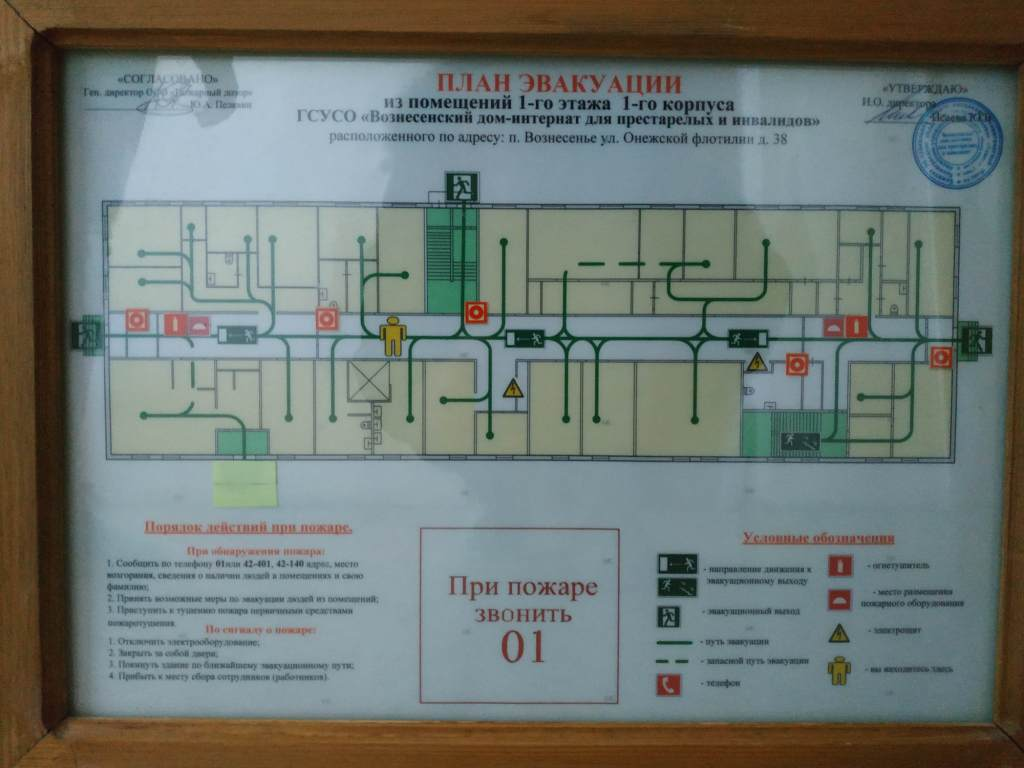 «СОГЛАСОВАНО»
Ген. директор ООО «Пожарный дозор»
Ю.А. Пелинин
ПЛАН ЭВАКУАЦИИ
из помещений 1-го этажа 1-го корпуса
ГСУСО «Вознесенский дом-интернат для престарелых и инвалидов»
расположенного по адресу: п. Вознесенье ул. Онежской флотилии д. 38
«УТВЕРЖДАЮ»
И.О. директора
Порядок действий при пожаре.
При обнаружении пожара:
1. Сообщить по телефону 01или 42-401, 42-140 адрес, место
возгорания, сведения о наличии людей в помещениях и свою
фамилию;
2. Принять возможные меры по эвакуации людей из помещений;
3. Приступить к тушению пожара первичными средствами
пожаротушения.
По сигналу о пожаре:
1. Отключить электрооборудование;
2. Закрыть за собой двери;
3. Покинуть здание по ближайшему эвакуационному пути;
4. Прибыть к месту сбора сотрудников (работников).
При пожаре
звонить
01
Условные обозначения
- направление движения к
эвакуационному выходу
- эвакуационный выход
- путь эвакуации
- запасной путь эвакуации
- телефон
- огнетушитель
- место размещения
пожарного оборудования
- электрощит
- вы находитесь здесь